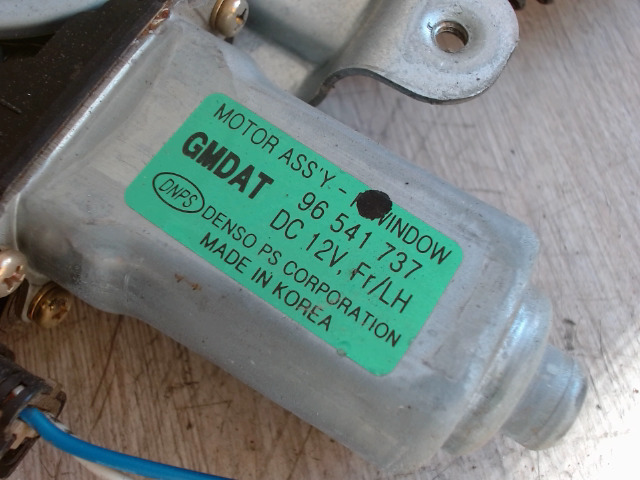 MOTOR ASS'Y - WINDOW
GMDAT 96 541 737
DC 12V, Fr/LH
DNPS DENSO PS CORPORATION
MADE IN KOREA